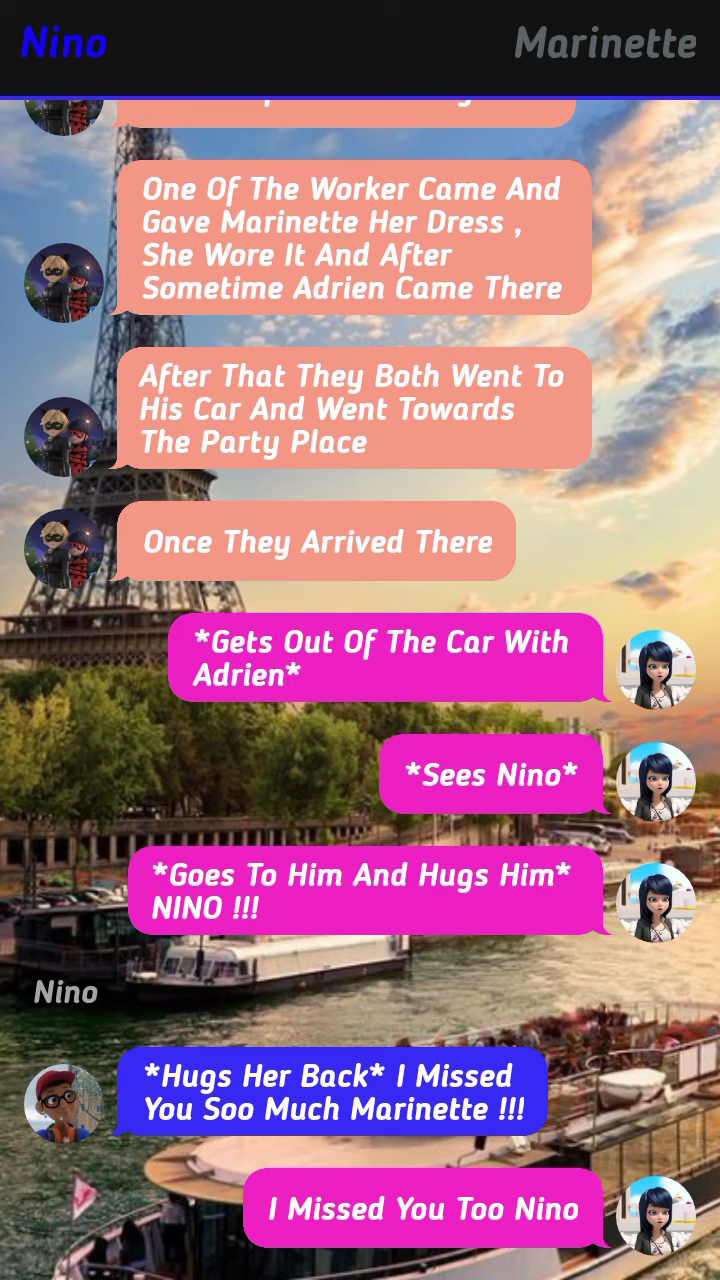 Nino
Marinette
One Of The Worker Came And
Gave Marinette Her Dress ,
She Wore It And After
Sometime Adrien Came There
After That They Both Went To
His Car And Went Towards
The Party Place
Once They Arrived There
*Gets Out Of The Car With
Adrien*
*Sees Nino*
*Goes To Him And Hugs Him*
NINO !!!
Nino
*Hugs Her Back* I Missed
You Soo Much Marinette !!!
I Missed You Too Nino